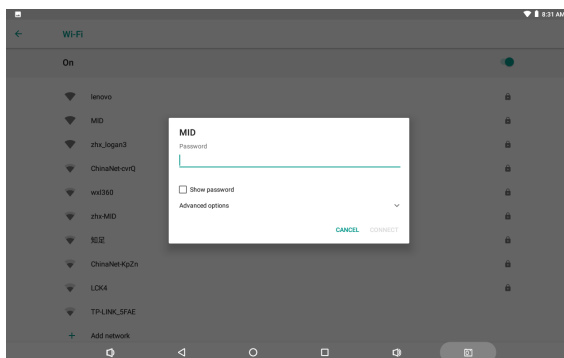 8:31 AM
Wi-Fi
On
lenovo
MID
zhx_logan3
ChinaNet-cvrQ
wxl360
zhx-MID
知足
ChinaNet-KpZn
LCK4
TP-LINK_5FAE
Add network
MID
Password
Show password
Advanced options
CANCEL CONNECT